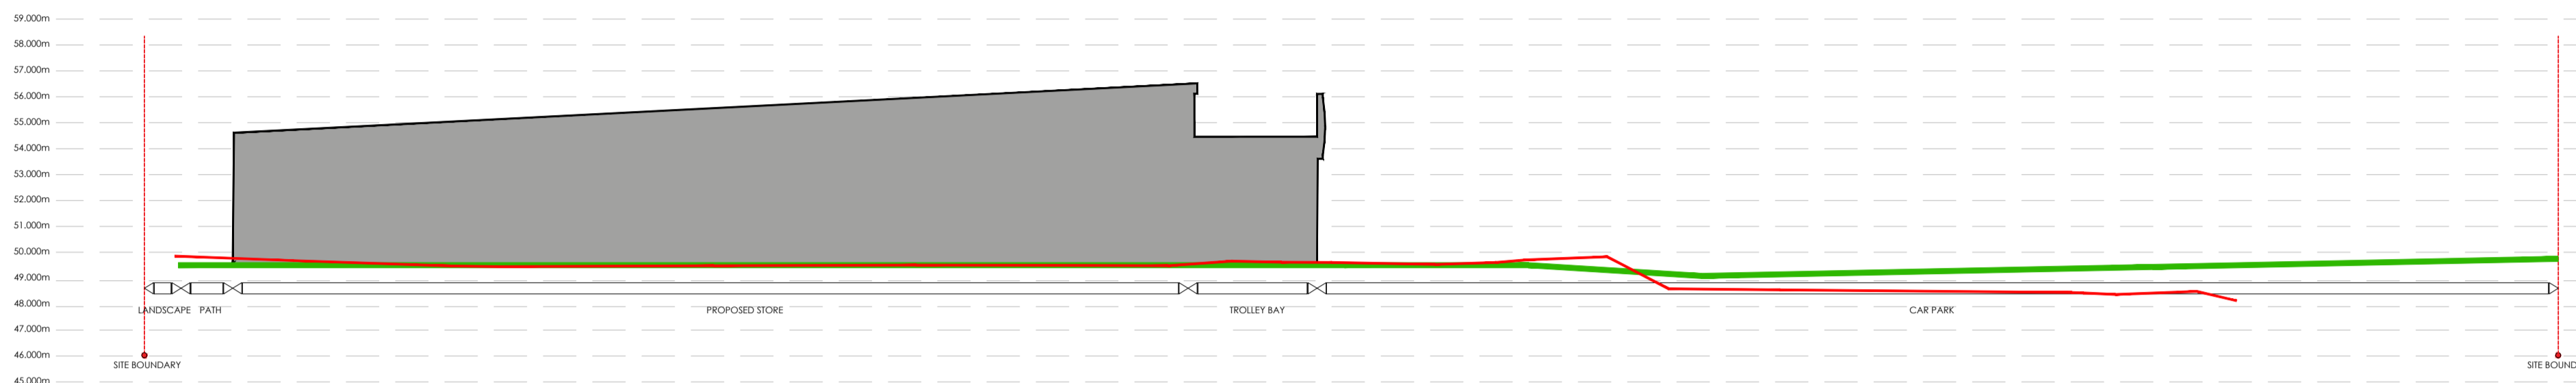 59.000m
58.000m
57.000m
56.000m
55.000m
54.000m
53.000m
52.000m
51.000m
50.000m
49.000m
48.000m
LANDSCAPE PATH PROPOSED STORE TROLLEY BAY CAR PARK
47.000m
46.000m
SITE BOUNDARY SITE BOUND
45.000m